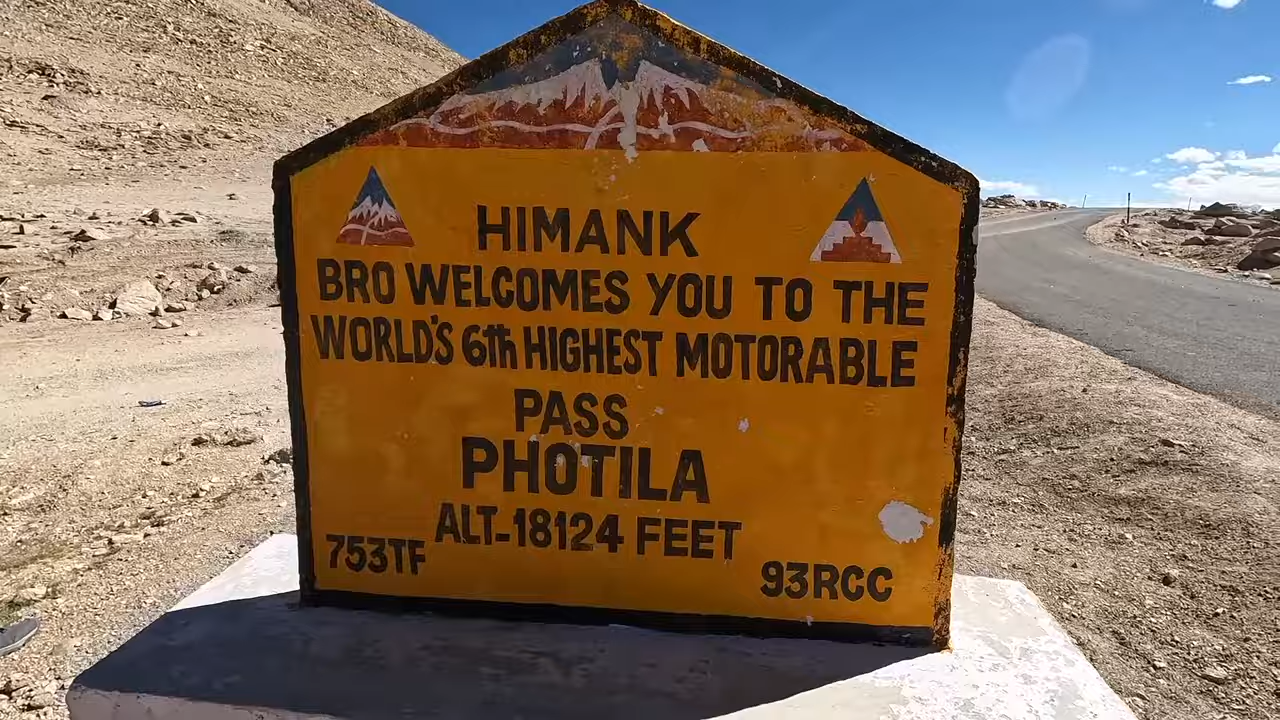 HIMANK
BRO WELCOMES YOU TO THE
WORLD'S 6th HIGHEST MOTORABLE
PASS
PHOTILA
ALT-18124 FEET
753TF
93RCC